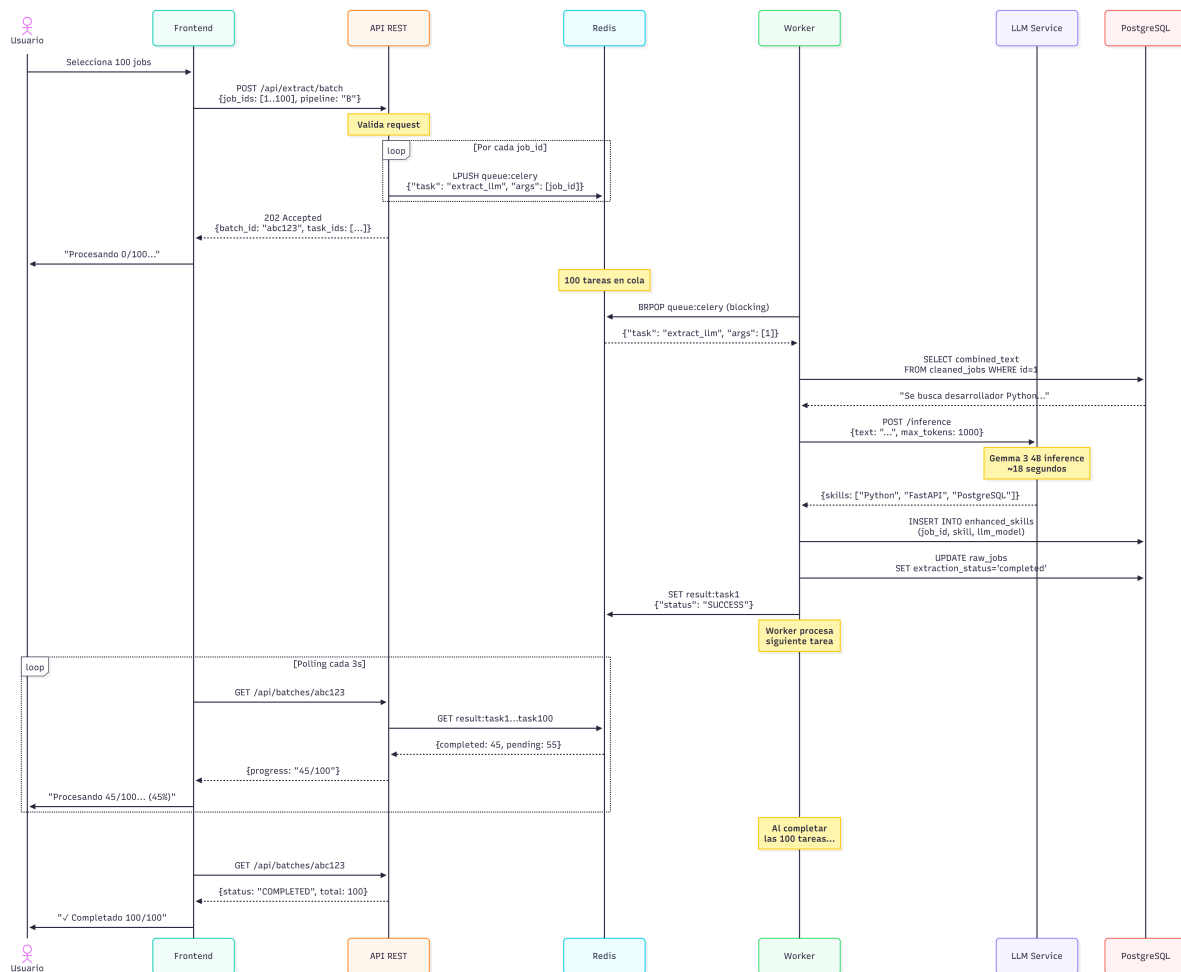 Usuario
Frontend
API REST
Redis
Worker
LLM Service
PostgreSQL
Selecciona 100 jobs
POST /api/extract/batch
{job_ids: [1..100], pipeline: "B"}
Valida request
loop
[Por cada job_id]
LPUSH queue:celery
{"task": "extract_llm", "args": [job_id]}
202 Accepted
{batch_id: "abc123", task_ids: [...]}
"Procesando 0/100..."
100 tareas en cola
BRPOP queue:celery (blocking)
{"task": "extract_llm", "args": [1]}
SELECT combined_text
FROM cleaned_jobs WHERE id=1
"Se busca desarrollador Python..."
POST /inference
{text: "...", max_tokens: 1000}
Gemma 3 4B inference
~18 segundos
{skills: ["Python", "FastAPI", "PostgreSQL"]}
INSERT INTO enhanced_skills
(job_id, skill, llm_model)
UPDATE raw_jobs
SET extraction_status='completed'
SET result:task1
{"status": "SUCCESS"}
Worker procesa
siguiente tarea
loop
[Polling cada 3s]
GET /api/batches/abc123
GET result:task1...task100
{completed: 45, pending: 55}
{progress: "45/100"}
"Procesando 45/100... (45%)"
Al completar
las 100 tareas...
GET /api/batches/abc123
{status: "COMPLETED", total: 100}
"✓ Completado 100/100"
Usuario
Frontend
API REST
Redis
Worker
LLM Service
PostgreSQL